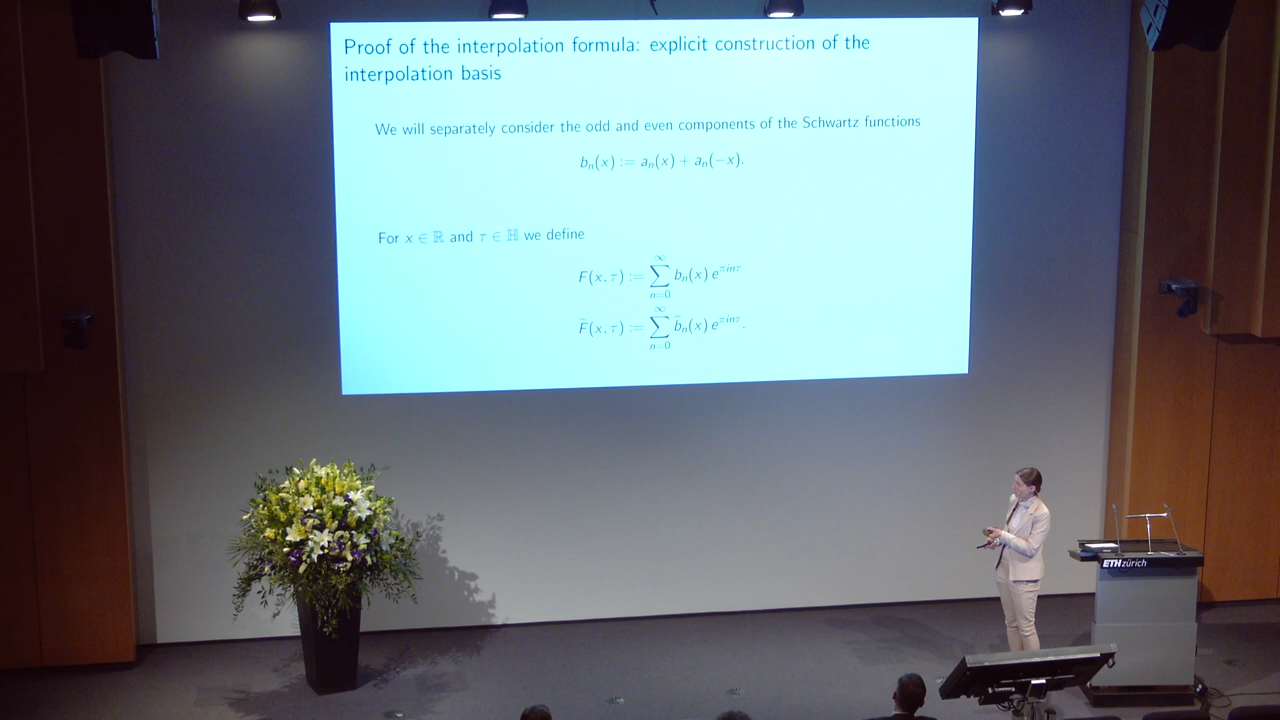 Proof of the interpolation formula: explicit construction of the
interpolation basis
We will separately consider the odd and even components of the Schwartz functions
bₙ(x) := aₙ(x) + aₙ(−x).
For x ∈ ℝ and τ ∈ ℍ we define
F(x, τ) := ∑_{n=0}^{∞} bₙ(x) e^{πinτ}
F̃(x, τ) := ∑_{n=0}^{∞} b̃ₙ(x) e^{πinτ}.
ETH zürich